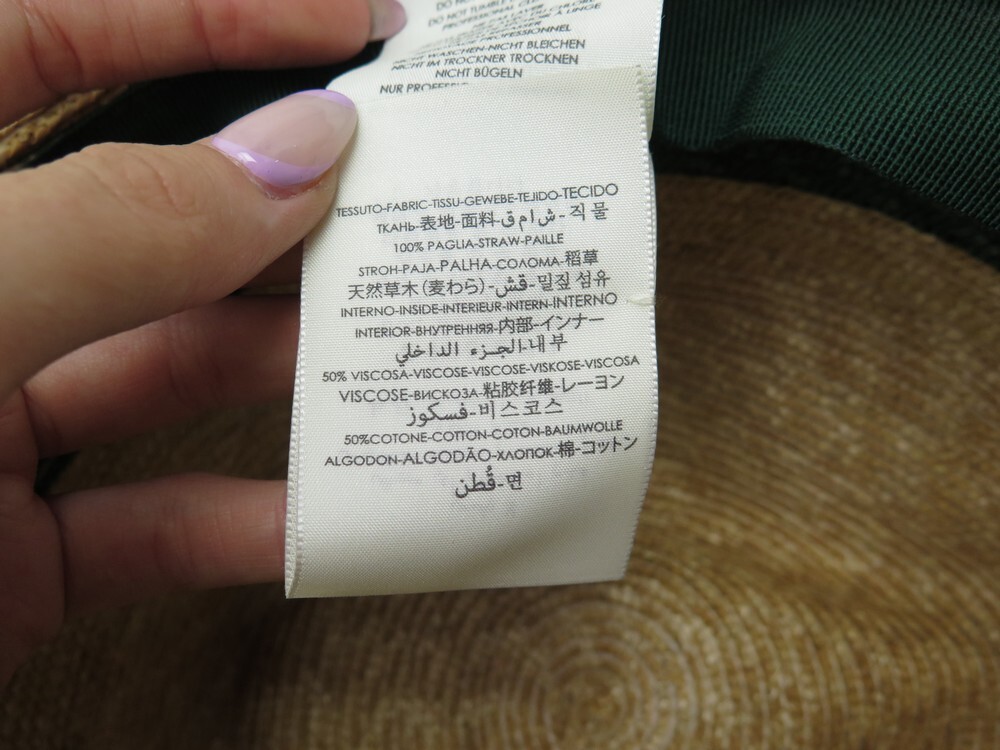 DO NOT TUMBLE
PROFESSIONAL
PROFESSIONNEL
NICHT WASCHEN-NICHT BLEICHEN
NICHT IM TROCKNER TROCKNEN
NICHT BÜGELN
NUR
TESSUTO-FABRIC-TISSU-GEWEBE-TEJIDO-TECIDO
ТКАНЬ-表地-面料-ق م ا ش-직물
100% PAGLIA-STRAW-PAILLE
STROH-PAJA-PALHA-СОЛОМА-稻草
天然草木(麦わら)-قش-밀짚 섬유
INTERNO-INSIDE-INTERIEUR-INTERN-INTERNO
INTERIOR-ВНУТРЕННЯЯ-内部-インナー
الجزء الداخلي-내부
50% VISCOSA-VISCOSE-VISCOSE-VISKOSE-VISCOSA
VISCOSE-ВИСКОЗА-粘胶纤维-レーヨン
فسكوز-비스코스
50%COTONE-COTTON-COTON-BAUMWOLLE
ALGODON-ALGODÃO-ХЛОПОК-棉-コットン
قُطن-면